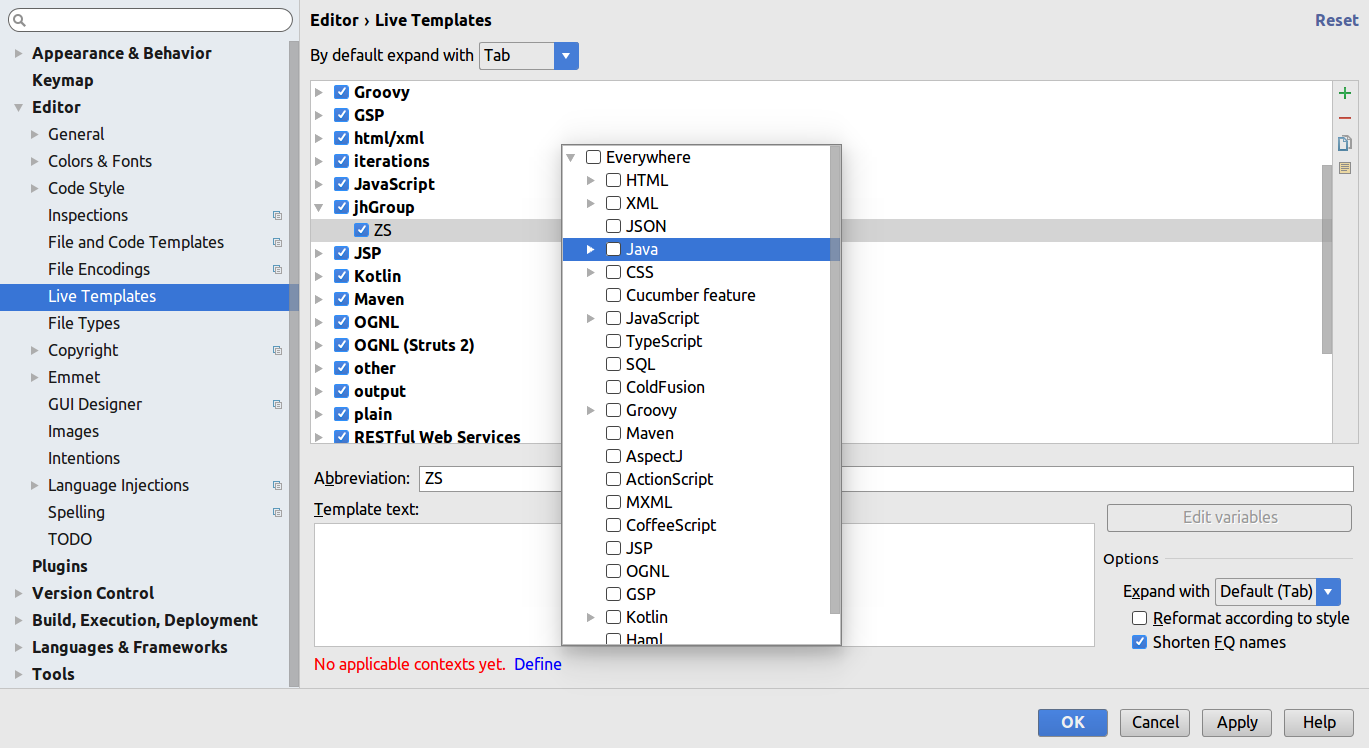 Appearance & Behavior
Keymap
Editor
General
Colors & Fonts
Code Style
Inspections
File and Code Templates
File Encodings
Live Templates
File Types
Copyright
Emmet
GUI Designer
Images
Intentions
Language Injections
Spelling
TODO
Plugins
Version Control
Build, Execution, Deployment
Languages & Frameworks
Tools
Editor › Live Templates
Reset
By default expand with Tab
Groovy
GSP
html/xml
iterations
JavaScript
jhGroup
ZS
JSP
Kotlin
Maven
OGNL
OGNL (Struts 2)
other
output
plain
RESTful Web Services
Everywhere
HTML
XML
JSON
Java
CSS
Cucumber feature
JavaScript
TypeScript
SQL
ColdFusion
Groovy
Maven
AspectJ
ActionScript
MXML
CoffeeScript
JSP
OGNL
GSP
Kotlin
Haml
Abbreviation: ZS
Template text:
Edit variables
Options
Expand with Default (Tab)
Reformat according to style
Shorten FQ names
No applicable contexts yet. Define
OK
Cancel
Apply
Help